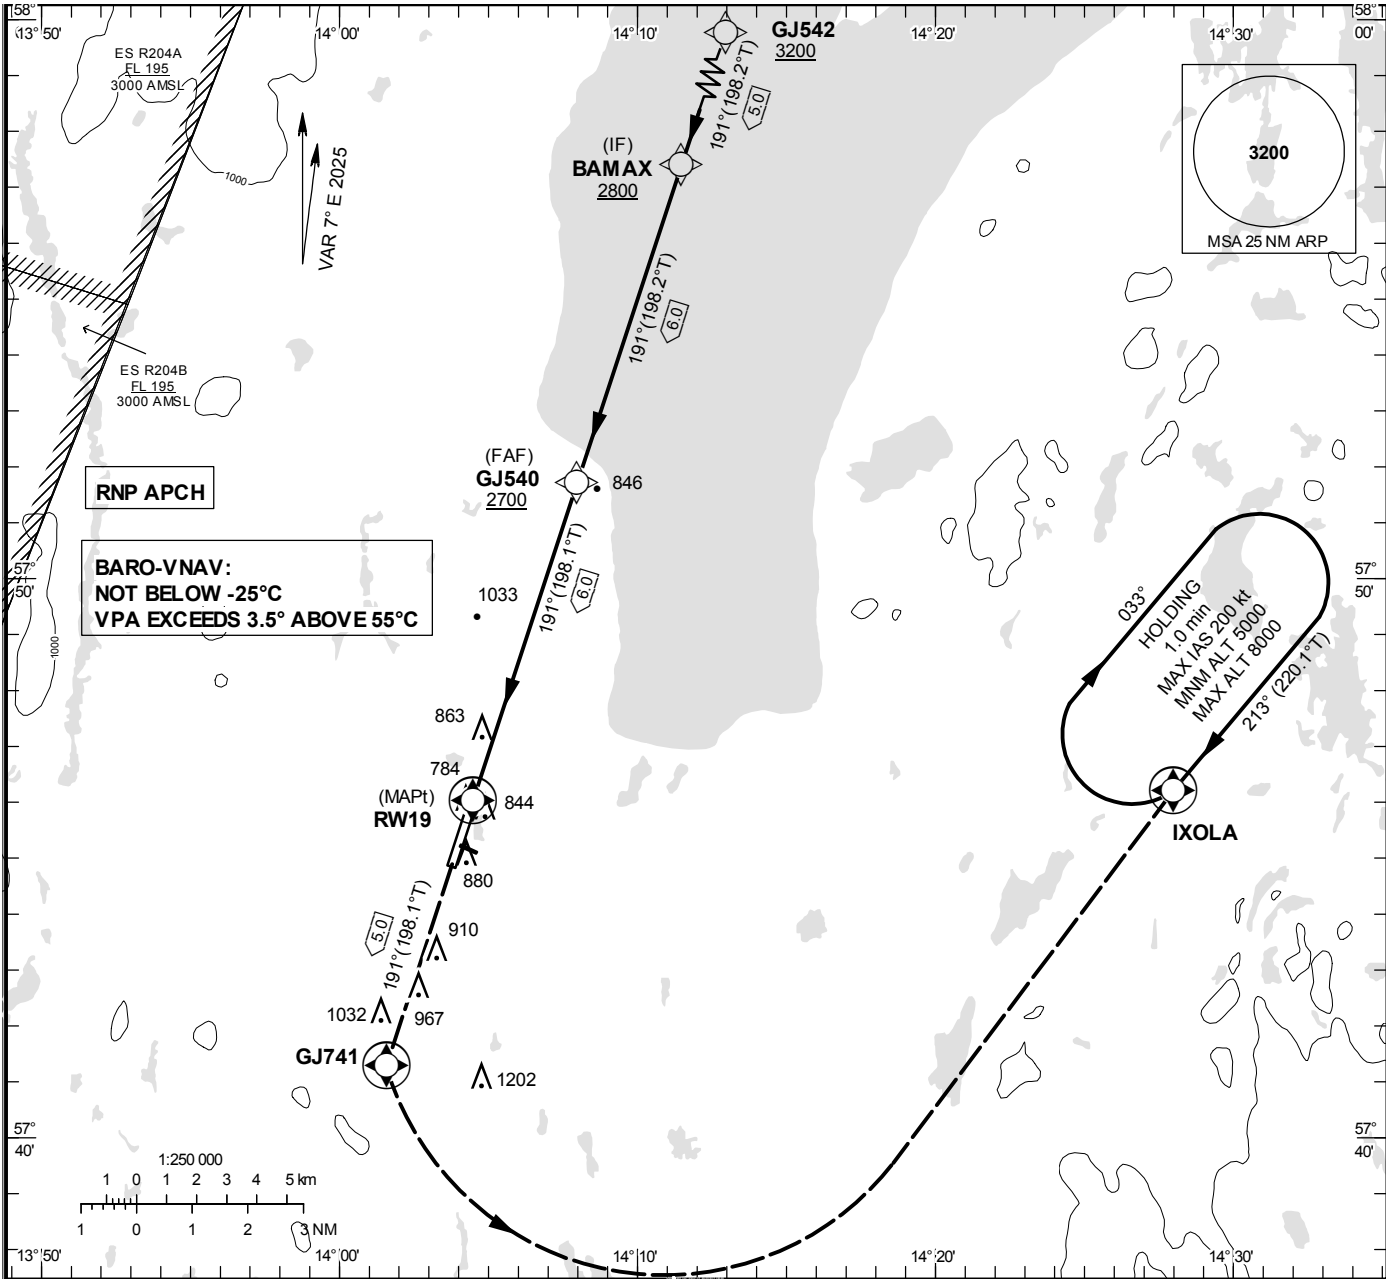 58°
13°50'
14°00'
14°10'
14°20'
14°30'
58°
00'
ES R204A
FL 195
3000 AMSL
GJ542
3200
191°(198.2°T)
5.0
3200
MSA 25 NM ARP
1000
VAR 7° E 2025
(IF)
BAMAX
2800
191°(198.2°T)
6.0
ES R204B
FL 195
3000 AMSL
(FAF)
GJ540
2700
846
RNP APCH
BARO-VNAV:
NOT BELOW -25°C
VPA EXCEEDS 3.5° ABOVE 55°C
57°
50'
57°
50'
191°(198.1°T)
6.0
1033
1000
033°
HOLDING
1.0 min
MAX IAS 200 kt
MNM ALT 5000
MAX ALT 8000
213° (220.1°T)
863
784
(MAPt)
RW19
844
IXOLA
880
191°(198.1°T)
5.0
910
967
1032
GJ741
1202
57°
40'
57°
40'
1:250 000
1 0 1 2 3 4 5 km
1 0 1 2 3 NM
13°50'
14°00'
14°10'
14°20'
14°30'